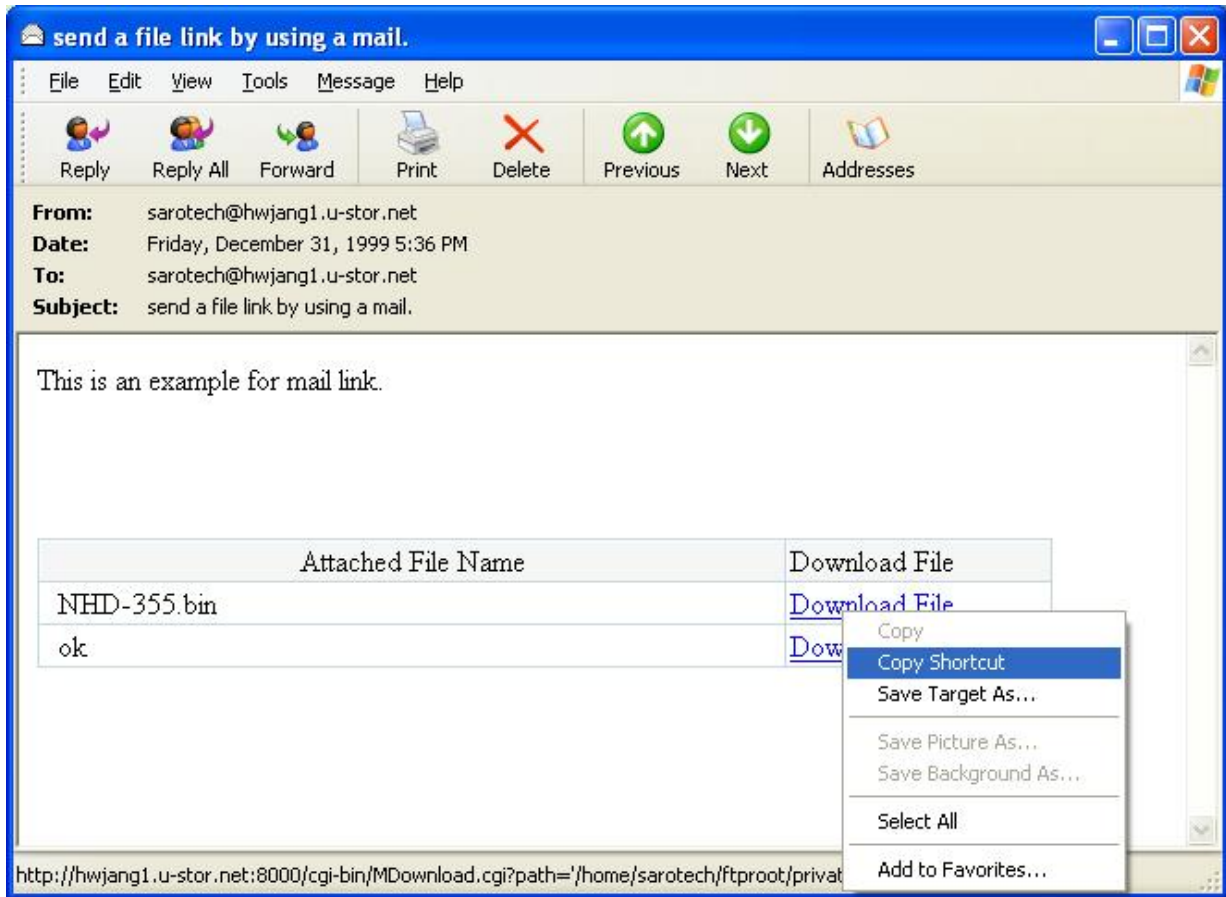 send a file link by using a mail.
File Edit View Tools Message Help
Reply Reply All Forward Print Delete Previous Next Addresses
From: sarotech@hwjang1.u-stor.net
Date: Friday, December 31, 1999 5:36 PM
To: sarotech@hwjang1.u-stor.net
Subject: send a file link by using a mail.
This is an example for mail link.
Attached File Name Download File
NHD-355.bin Download File
ok
Copy
Copy Shortcut
Save Target As...
Save Picture As...
Save Background As...
Select All
Add to Favorites...
http://hwjang1.u-stor.net:8000/cgi-bin/MDownload.cgi?path='/home/sarotech/ftproot/privat